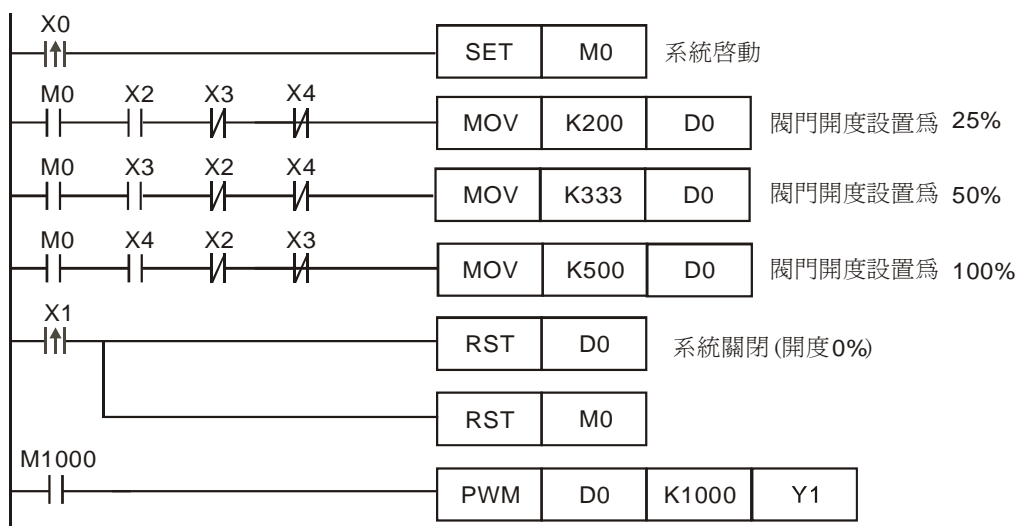 X0
SET M0 系統啓動
M0 X2 X3 X4
MOV K200 D0 閥門開度設置爲 25%
M0 X3 X2 X4
MOV K333 D0 閥門開度設置爲 50%
M0 X4 X2 X3
MOV K500 D0 閥門開度設置爲 100%
X1
RST D0 系統關閉(開度0%)
RST M0
M1000
PWM D0 K1000 Y1